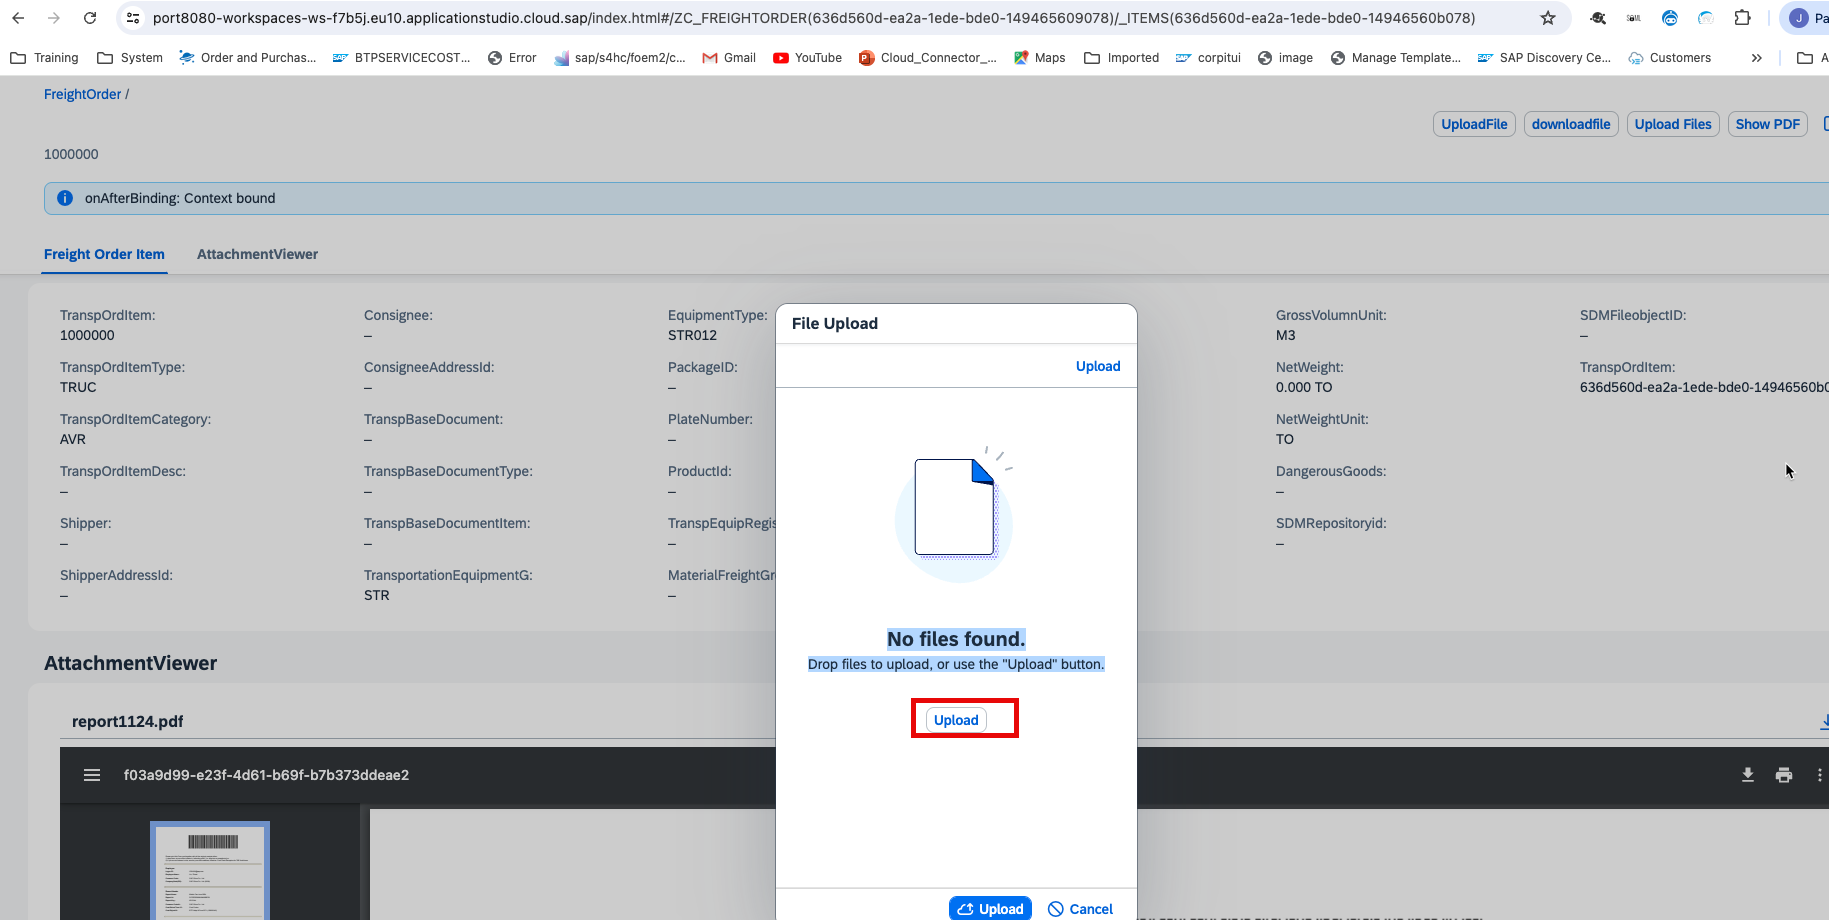 port8080-workspaces-ws-f7b5j.eu10.applicationstudio.cloud.sap/index.html#/ZC_FREIGHTORDER(636d560d-ea2a-1ede-bde0-149465609078)/_ITEMS(636d560d-ea2a-1ede-bde0-14946560b078)
J Pa
Training System Order and Purchas... BTPSERVICECOST... Error sap/s4hc/foem2/c... Gmail YouTube Cloud_Connector_... Maps Imported corpitui image Manage Template... SAP Discovery Ce... Customers » A
FreightOrder /
UploadFile downloadfile Upload Files Show PDF
1000000
onAfterBinding: Context bound
Freight Order Item AttachmentViewer
TranspOrdItem: Consignee: EquipmentType: GrossVolumnUnit: SDMFileobjectID:
1000000 – STR012 M3 –
TranspOrdItemType: ConsigneeAddressId: PackageID: NetWeight: TranspOrdItem:
TRUC – – 0.000 TO 636d560d-ea2a-1ede-bde0-14946560b0
TranspOrdItemCategory: TranspBaseDocument: PlateNumber: NetWeightUnit:
AVR – – TO
TranspOrdItemDesc: TranspBaseDocumentType: ProductId: DangerousGoods:
– – – –
Shipper: TranspBaseDocumentItem: TranspEquipRegis SDMRepositoryid:
– – – –
ShipperAddressId: TransportationEquipmentG: MaterialFreightGr
– STR –
File Upload
Upload
No files found.
Drop files to upload, or use the "Upload" button.
Upload
Upload Cancel
AttachmentViewer
report1124.pdf
f03a9d99-e23f-4d61-b69f-b7b373ddeae2